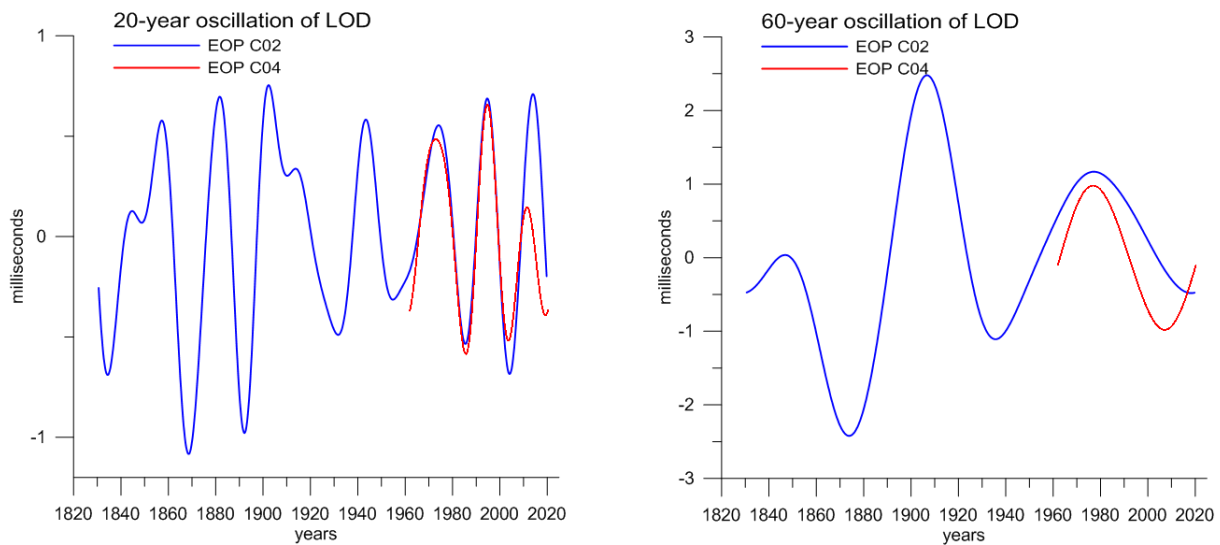 20-year oscillation of LOD
EOP C02
EOP C04
1
0
-1
milliseconds
1820 1840 1860 1880 1900 1920 1940 1960 1980 2000 2020
years
60-year oscillation of LOD
EOP C02
EOP C04
3
2
1
0
-1
-2
-3
milliseconds
1820 1840 1860 1880 1900 1920 1940 1960 1980 2000 2020
years